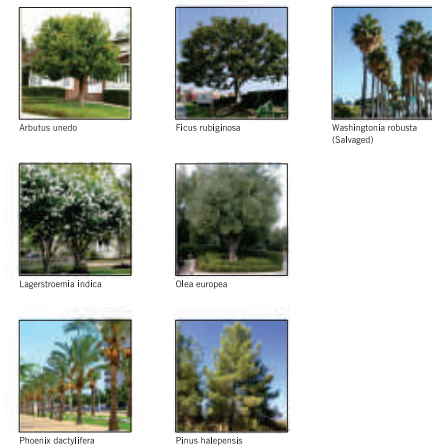 Arbutus unedo
Ficus rubiginosa
Washingtonia robusta
(Salvaged)
Lagerstroemia indica
Olea europea
Phoenix dactylifera
Pinus halepensis